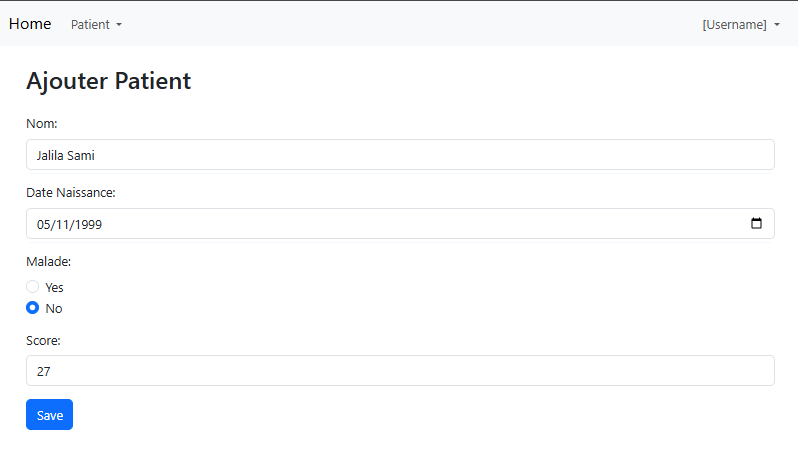 Home Patient [Username]
Ajouter Patient
Nom:
Jalila Sami
Date Naissance:
05/11/1999
Malade:
Yes
No
Score:
27
Save